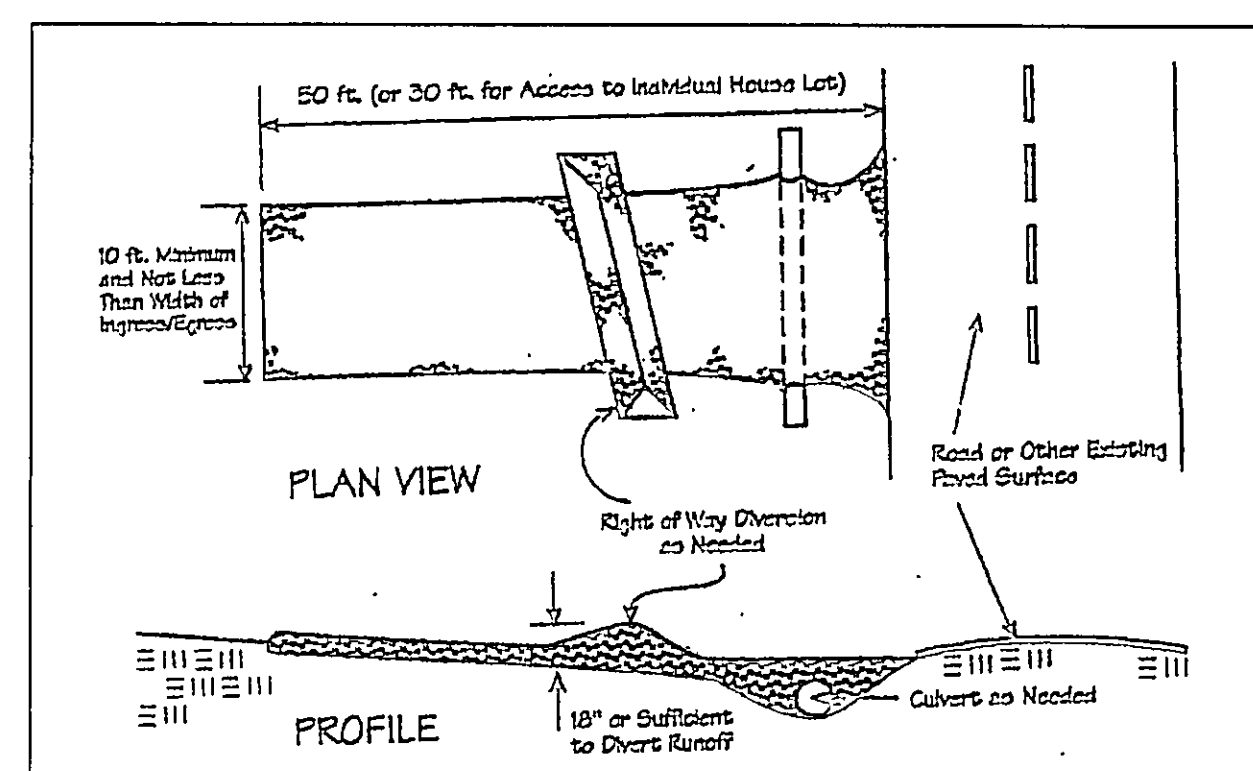 50 ft. (or 30 ft. for Access to Individual House Lot)
10 ft. Minimum
and Not Less
Than Width of
Ingress/Egress
Road or Other Existing
Paved Surface
PLAN VIEW
Right of Way Diversion
as Needed
Culvert as Needed
18" or Sufficient
to Divert Runoff
PROFILE